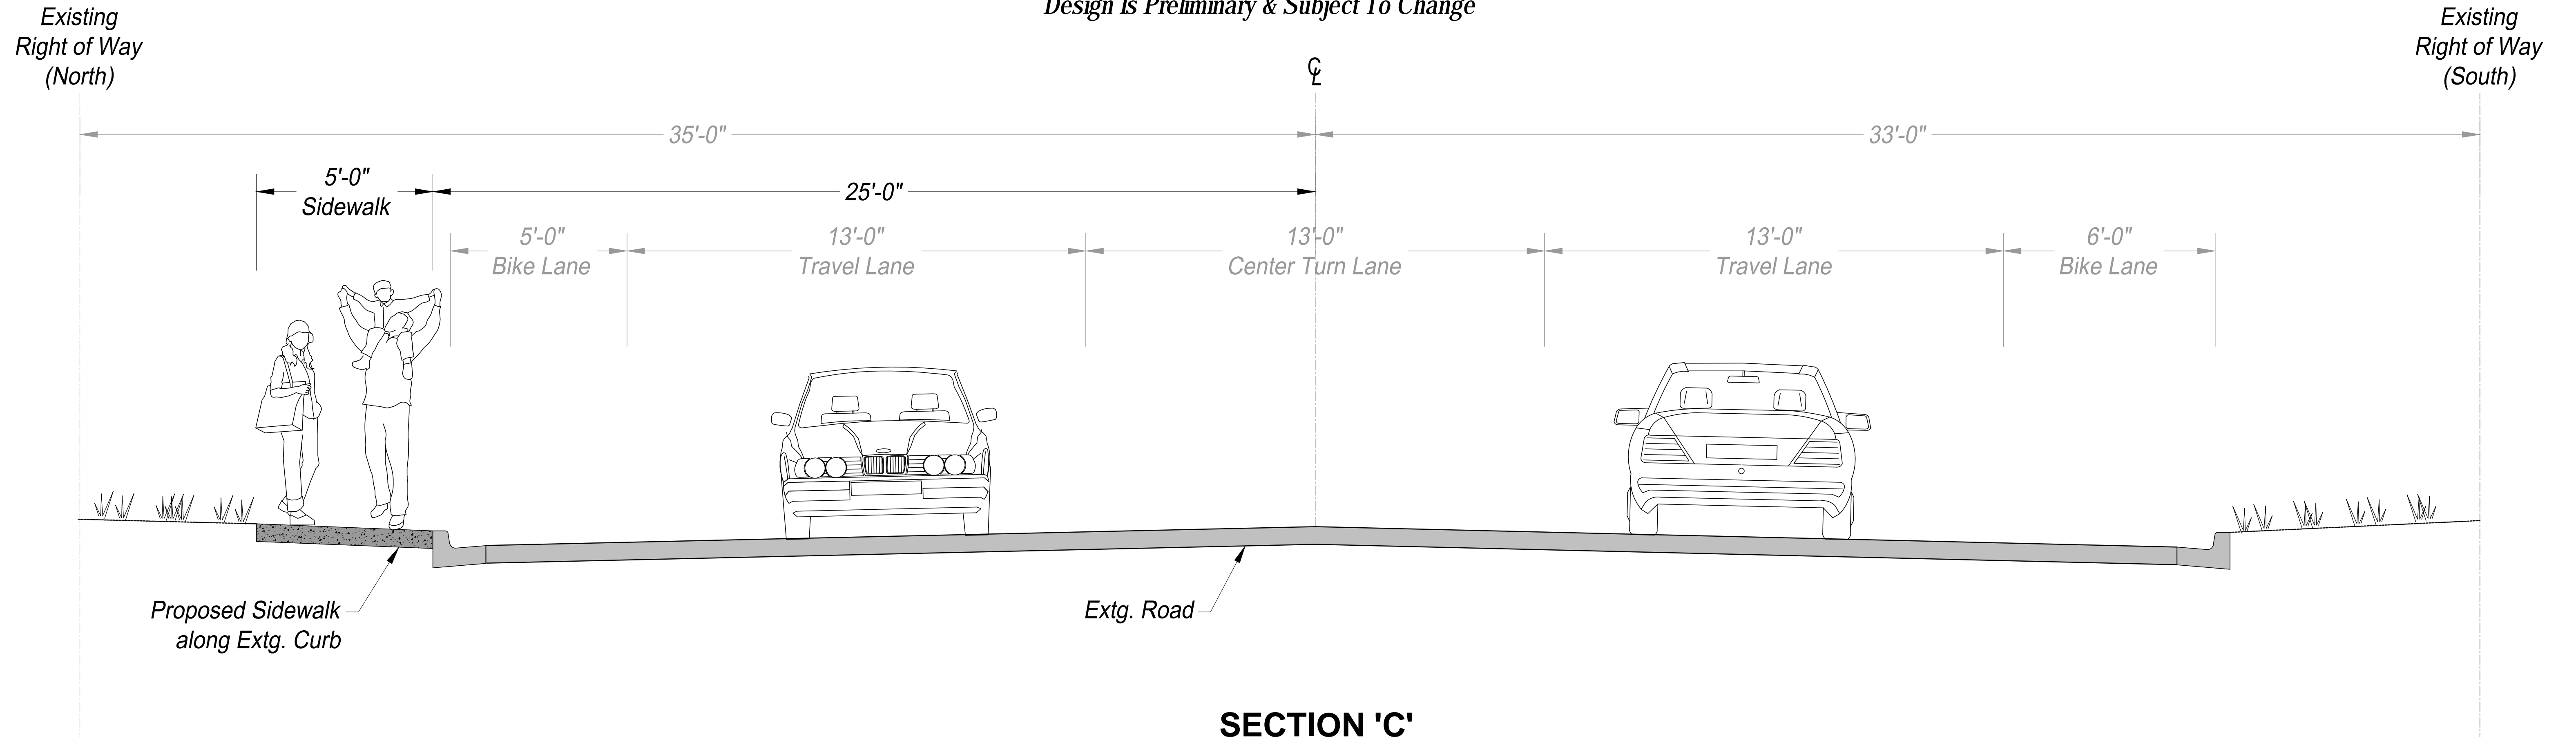 Design Is Preliminary & Subject To Change
Existing
Right of Way
(North)
Existing
Right of Way
(South)
℄
35'-0"
33'-0"
5'-0"
Sidewalk
25'-0"
5'-0"
Bike Lane
13'-0"
Travel Lane
13'-0"
Center Turn Lane
13'-0"
Travel Lane
6'-0"
Bike Lane
Proposed Sidewalk
along Extg. Curb
Extg. Road
SECTION 'C'